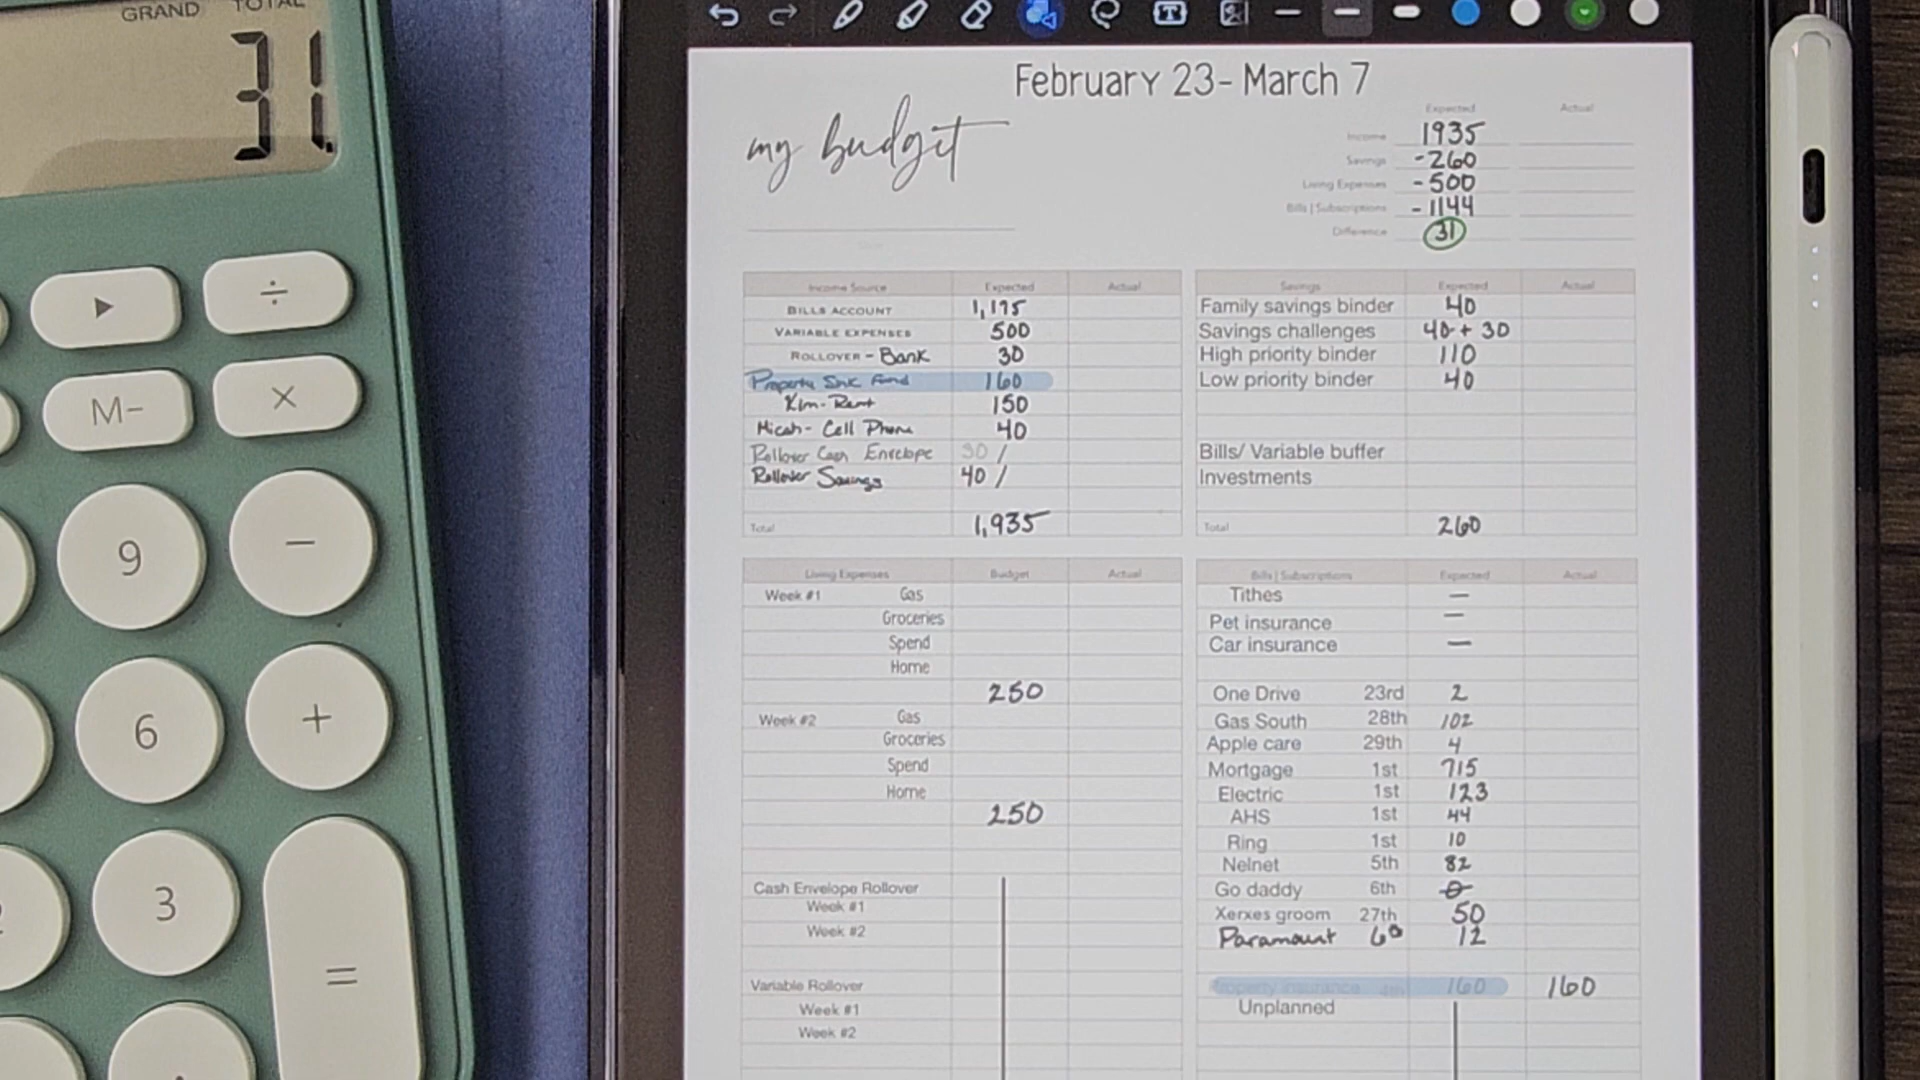 GRAND TOTAL
31.
▶ ÷
M- ×
9 -
6 +
3 =
February 23- March 7
my budget
Expected Actual
Income 1935
Savings -260
Living Expenses -500
Bills | Subscriptions -1144
Difference 31
Income Source Expected Actual
BILLS ACCOUNT 1,195
VARIABLE EXPENSES 500
ROLLOVER - Bank 30
Property Sink Fund 160
Kim- Rent 150
Micah- Cell Phone 40
Rollover Cash Envelope 30 /
Rollover Savings 40 /
Total 1,935
Savings Expected Actual
Family savings binder 40
Savings challenges 40 + 30
High priority binder 110
Low priority binder 40
Bills/ Variable buffer
Investments
Total 260
Living Expenses Budget Actual
Week #1 Gas
Groceries
Spend
Home
250
Week #2 Gas
Groceries
Spend
Home
250
Cash Envelope Rollover
Week #1
Week #2
Variable Rollover
Week #1
Week #2
Bills | Subscriptions Expected Actual
Tithes —
Pet insurance —
Car insurance —
One Drive 23rd 2
Gas South 28th 102
Apple care 29th 4
Mortgage 1st 715
Electric 1st 123
AHS 1st 44
Ring 1st 10
Nelnet 5th 82
Go daddy 6th 0
Xerxes groom 27th 50
Paramount 6 12
Property insurance 160 160
Unplanned